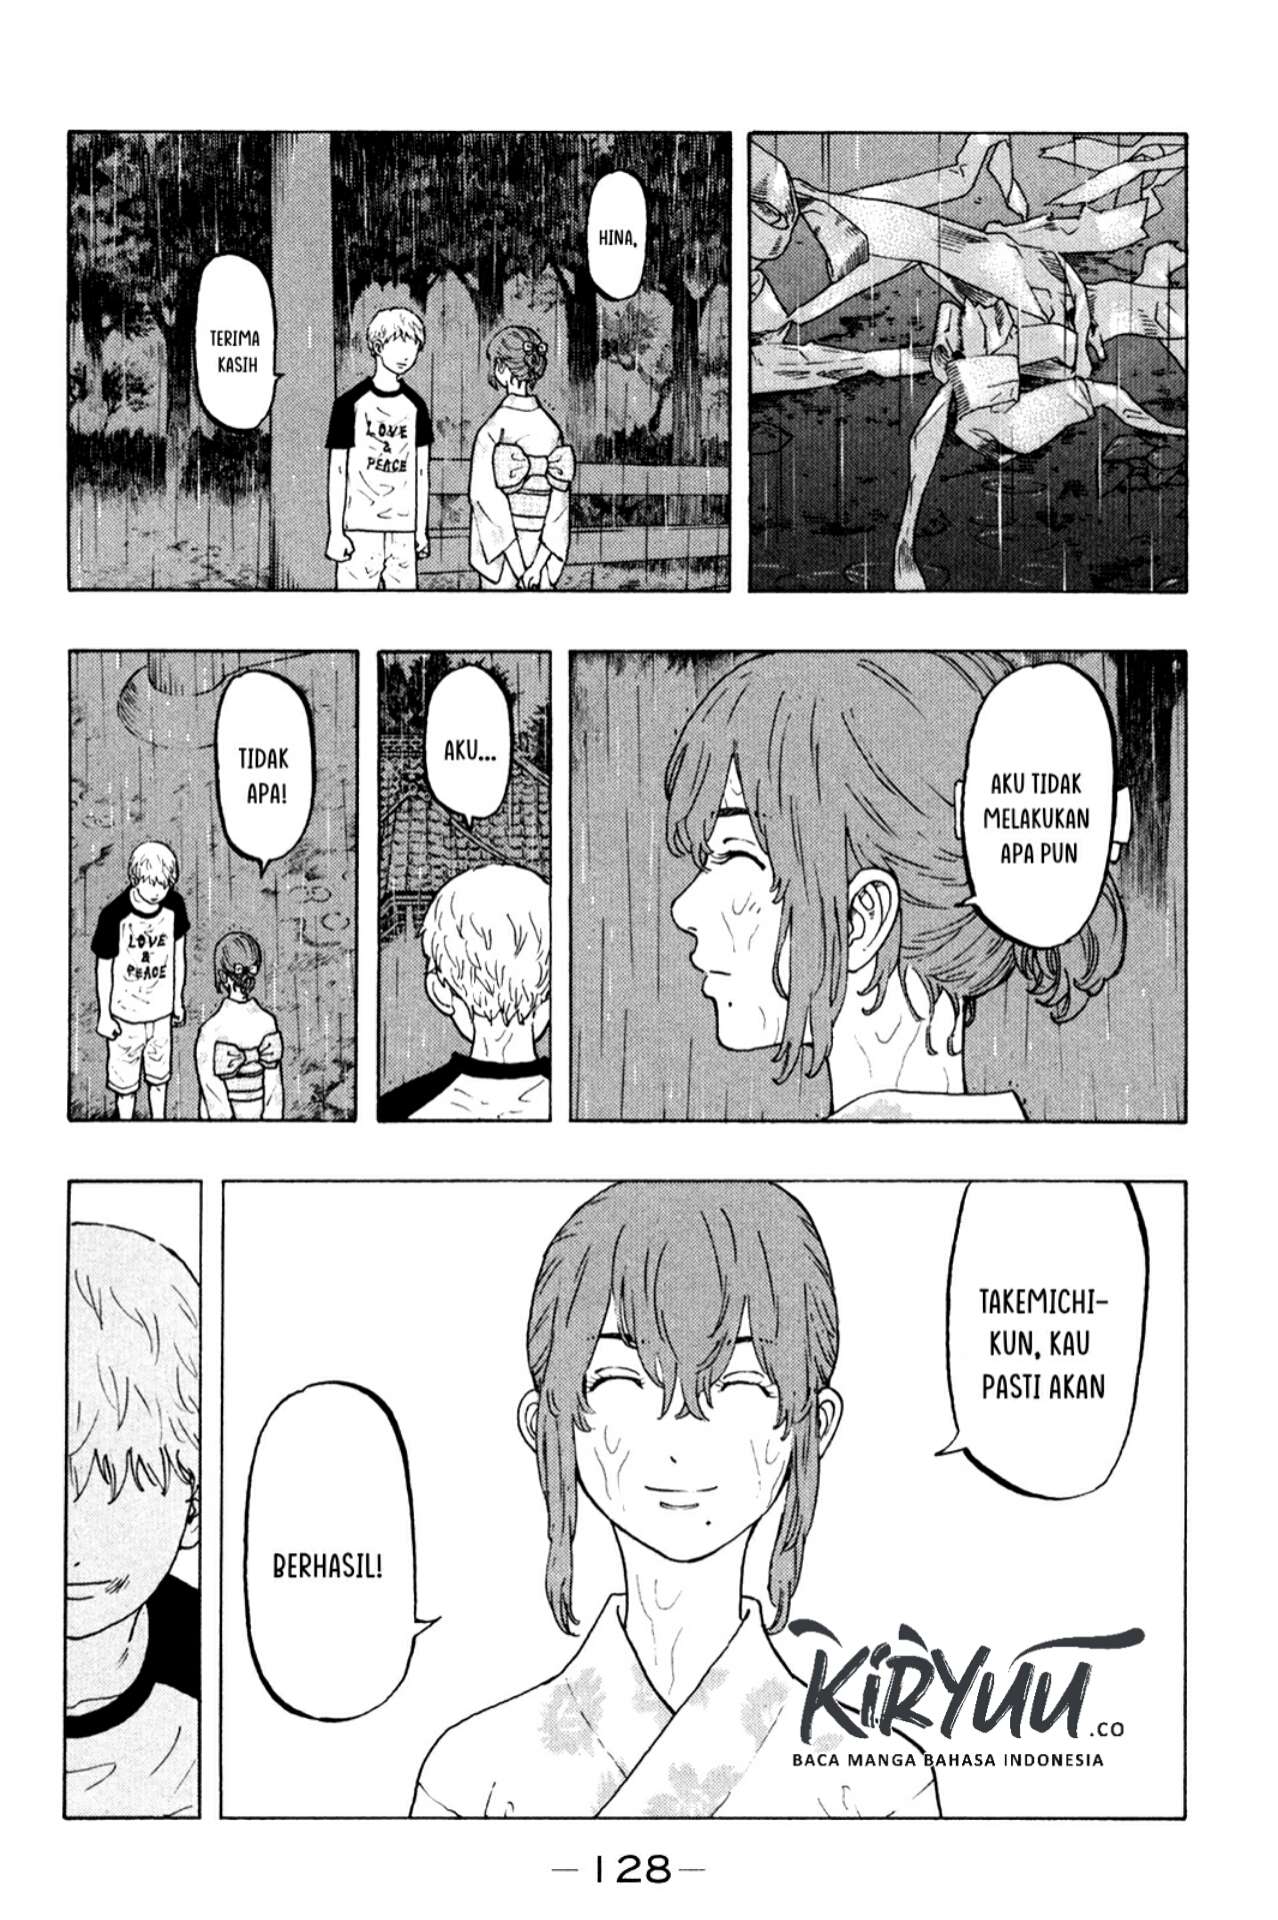 HINA,
TERIMA
KASIH
LOVE
&
PEACE
AKU TIDAK
MELAKUKAN
APA PUN
AKU...
TIDAK
APA!
LOVE
&
PEACE
TAKEMICHI-
KUN, KAU
PASTI AKAN
BERHASIL!
KIRYUU
.CO
BACA MANGA BAHASA INDONESIA
— 128 —